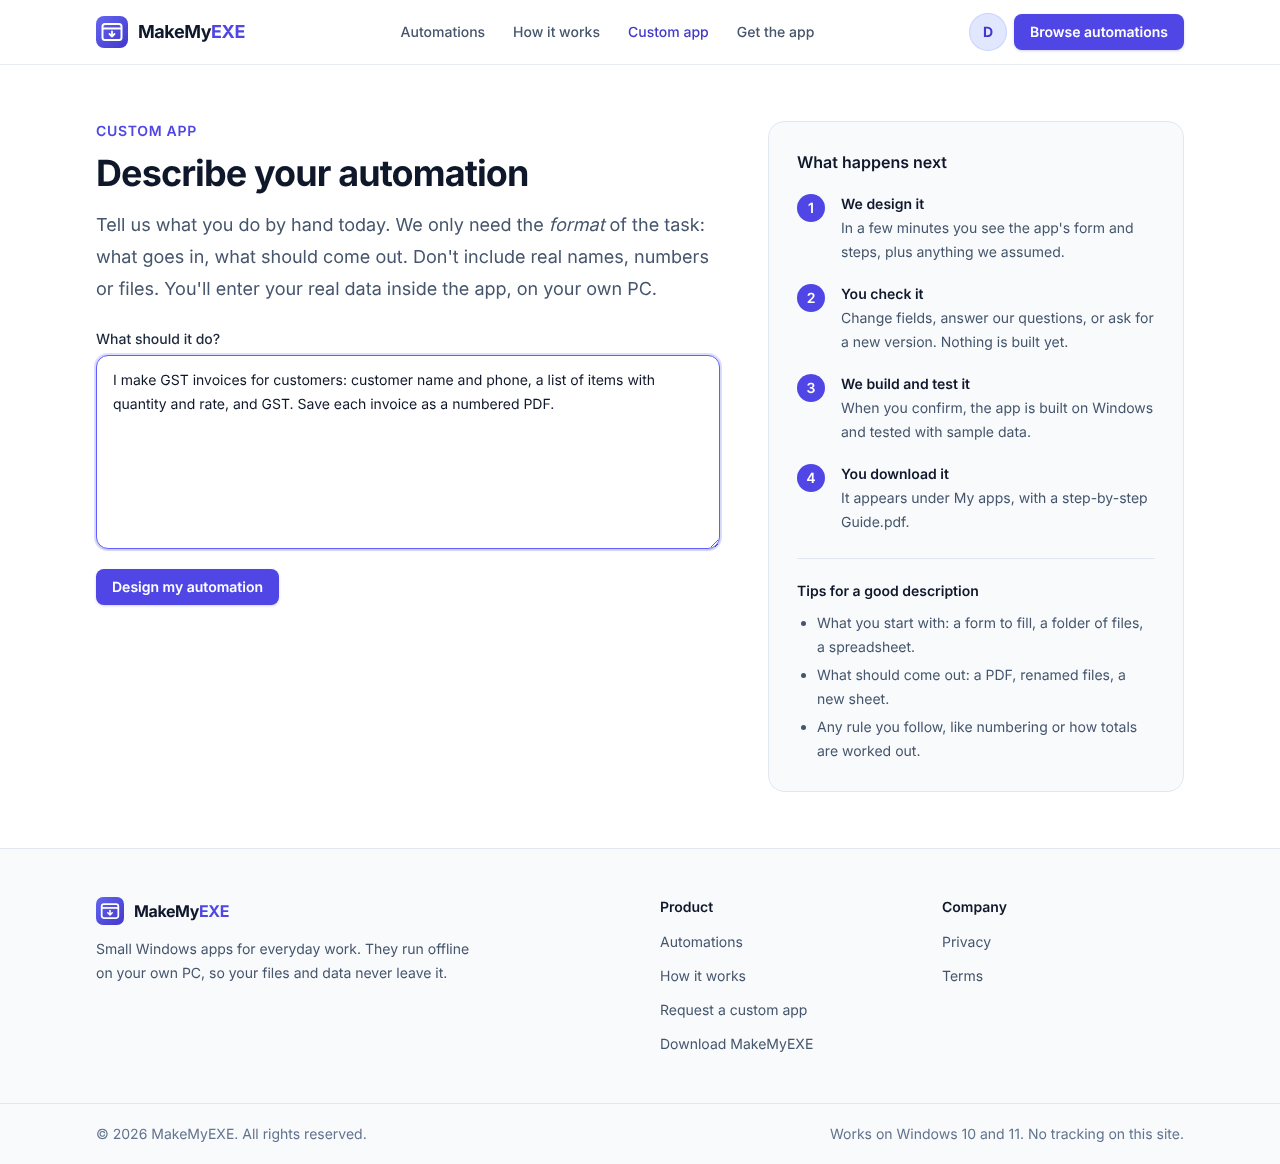 MakeMyEXE
Automations
How it works
Custom app
Get the app
D
Browse automations
CUSTOM APP
Describe your automation
Tell us what you do by hand today. We only need the format of the task:
what goes in, what should come out. Don't include real names, numbers
or files. You'll enter your real data inside the app, on your own PC.
What should it do?
I make GST invoices for customers: customer name and phone, a list of items with
quantity and rate, and GST. Save each invoice as a numbered PDF.
Design my automation
What happens next
1
We design it
In a few minutes you see the app's form and
steps, plus anything we assumed.
2
You check it
Change fields, answer our questions, or ask for
a new version. Nothing is built yet.
3
We build and test it
When you confirm, the app is built on Windows
and tested with sample data.
4
You download it
It appears under My apps, with a step-by-step
Guide.pdf.
Tips for a good description
• What you start with: a form to fill, a folder of files,
a spreadsheet.
• What should come out: a PDF, renamed files, a
new sheet.
• Any rule you follow, like numbering or how totals
are worked out.
MakeMyEXE
Small Windows apps for everyday work. They run offline
on your own PC, so your files and data never leave it.
Product
Automations
How it works
Request a custom app
Download MakeMyEXE
Company
Privacy
Terms
© 2026 MakeMyEXE. All rights reserved.
Works on Windows 10 and 11. No tracking on this site.